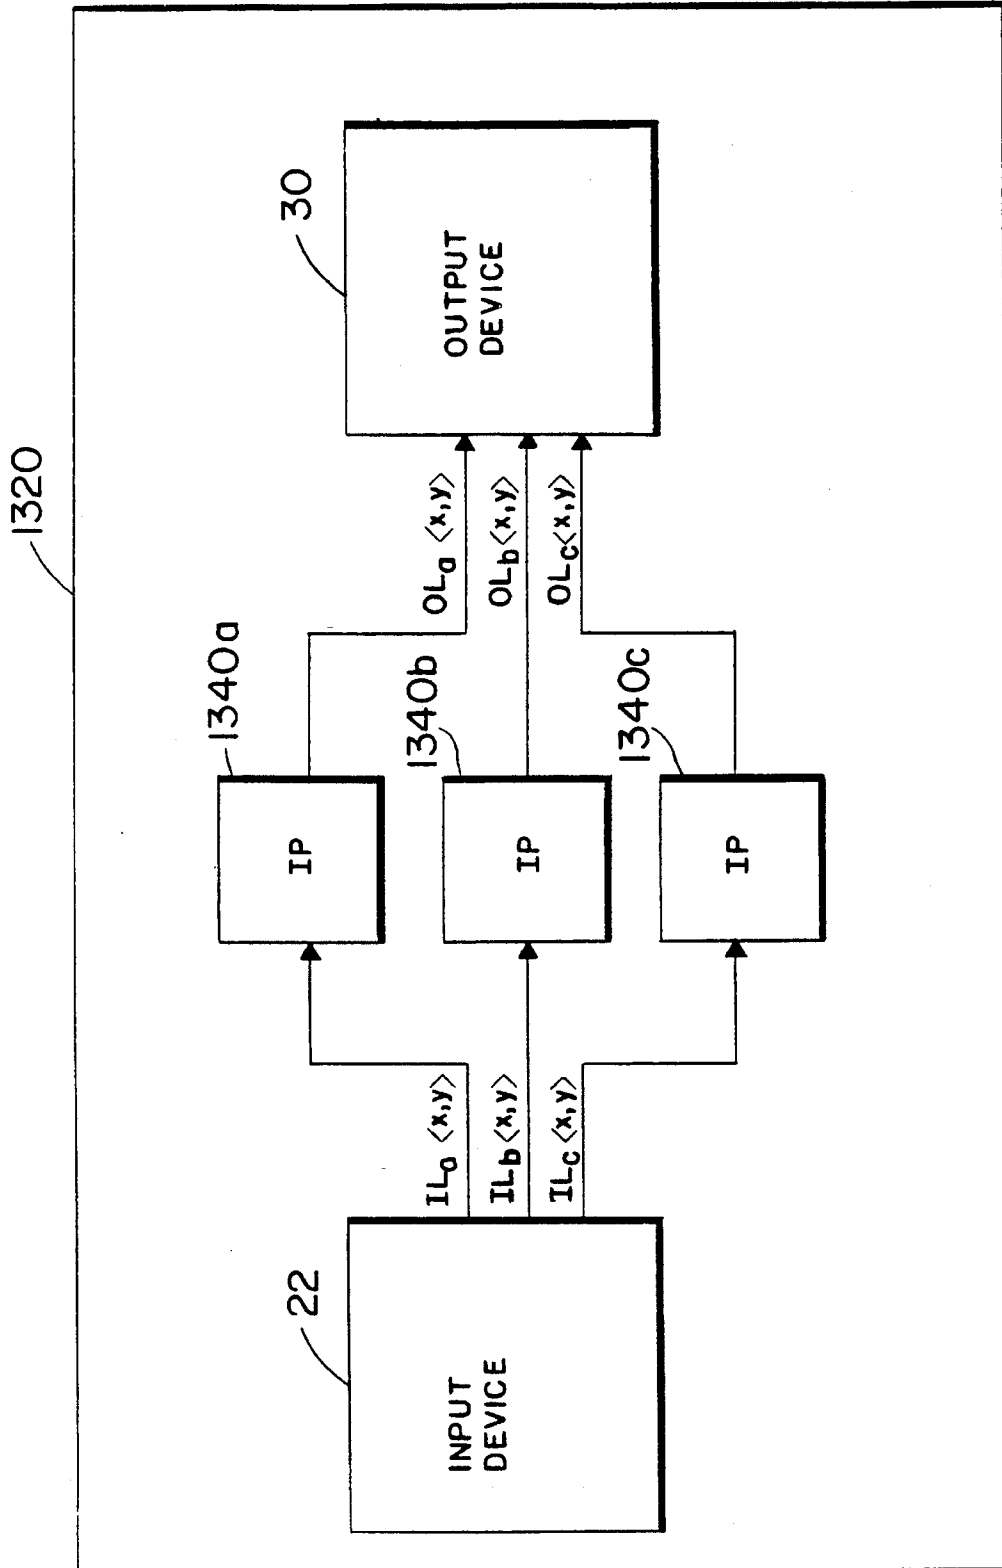 1320
22
INPUT
DEVICE
ILa <x,y>
ILb <x,y>
ILc <x,y>
1340a
IP
1340b
IP
1340c
IP
OLa <x,y>
OLb <x,y>
OLc <x,y>
30
OUTPUT
DEVICE